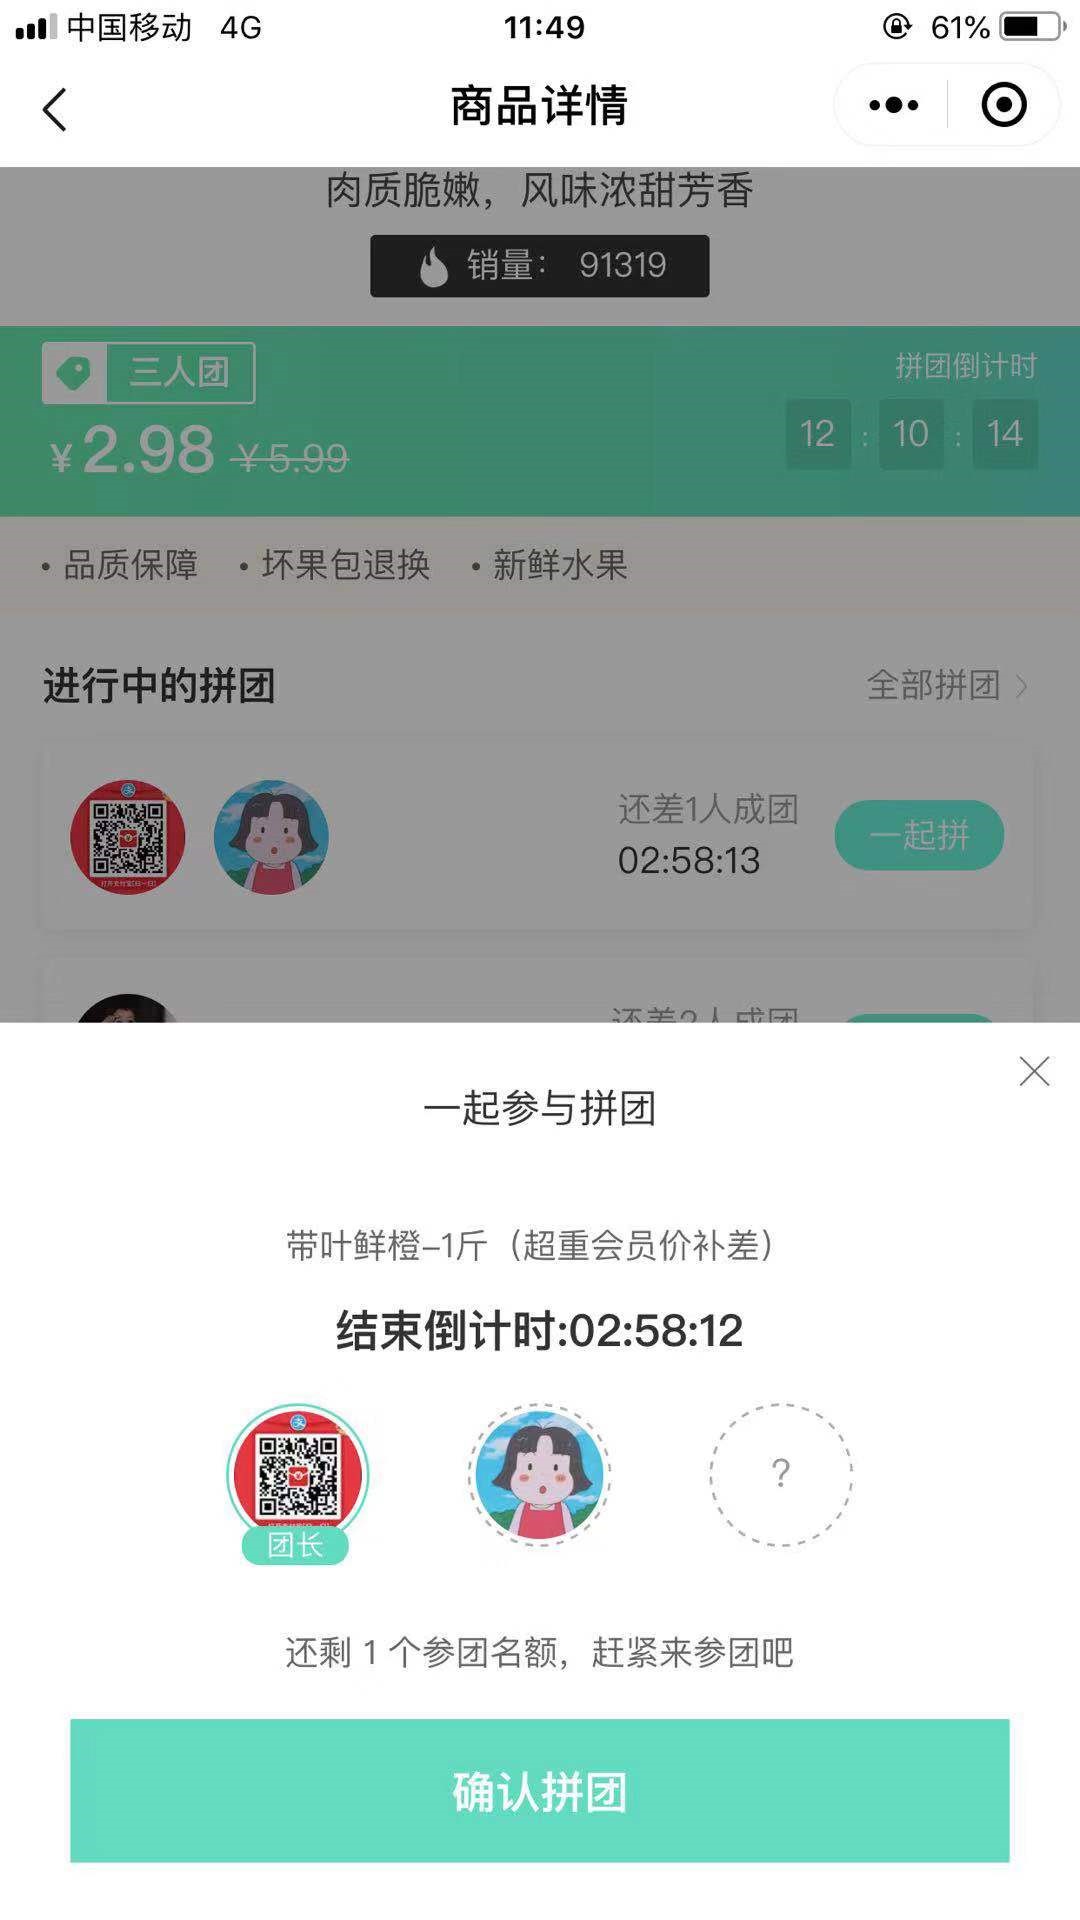 中国移动 4G 11:49 61%
商品详情
肉质脆嫩，风味浓甜芳香
销量： 91319
三人团
拼团倒计时
¥2.98 ¥5.99
12 : 10 : 14
· 品质保障 · 坏果包退换 · 新鲜水果
进行中的拼团
全部拼团
还差1人成团
02:58:13
一起拼
还差2人成团
一起参与拼团
带叶鲜橙–1斤（超重会员价补差）
结束倒计时:02:58:12
?
团长
还剩 1 个参团名额，赶紧来参团吧
确认拼团